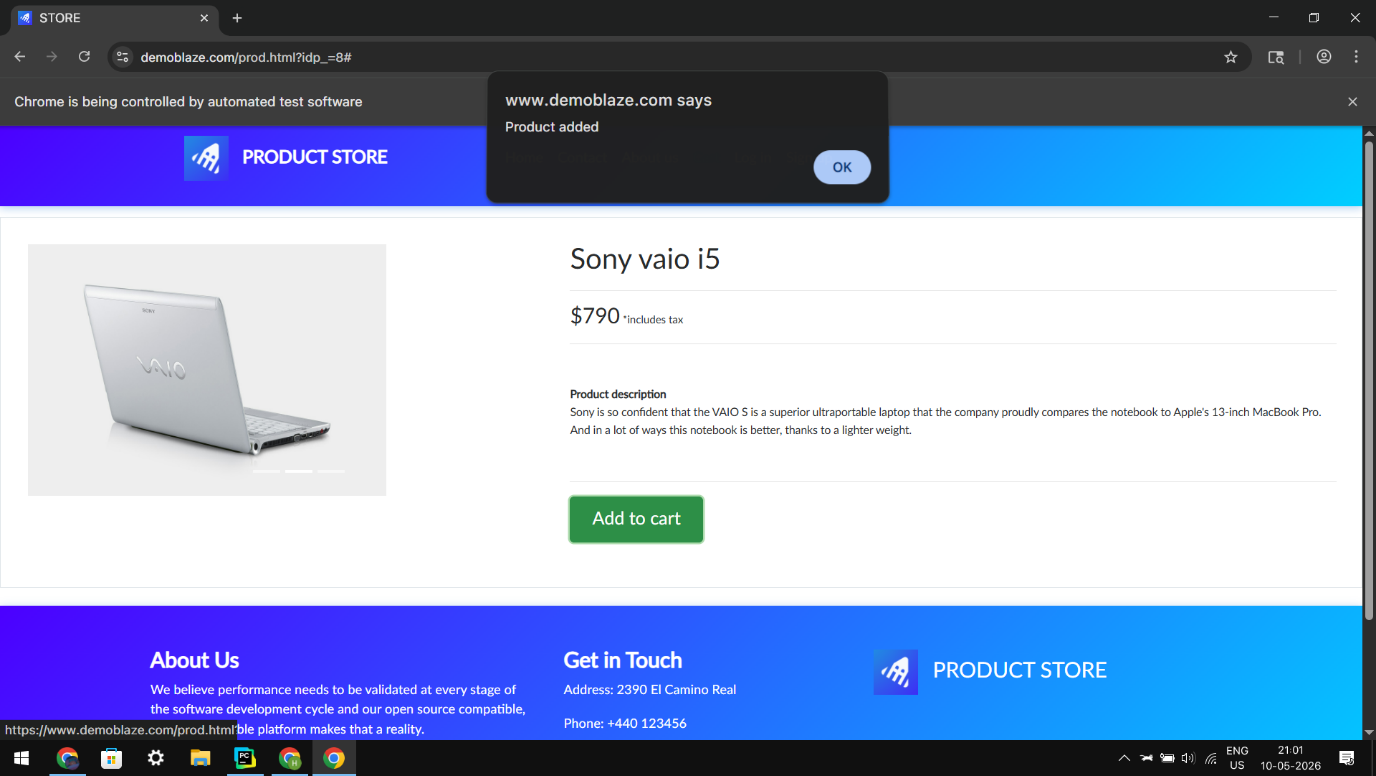 STORE
demoblaze.com/prod.html?idp_=8#
Chrome is being controlled by automated test software
www.demoblaze.com says
Product added
OK
PRODUCT STORE
SONY
VAIO
Sony vaio i5
$790 *includes tax
Product description
Sony is so confident that the VAIO S is a superior ultraportable laptop that the company proudly compares the notebook to Apple's 13-inch MacBook Pro.
And in a lot of ways this notebook is better, thanks to a lighter weight.
Add to cart
About Us
We believe performance needs to be validated at every stage of
the software development cycle and our open source compatible,
ble platform makes that a reality.
Get in Touch
Address: 2390 El Camino Real
Phone: +440 123456
PRODUCT STORE
https://www.demoblaze.com/prod.html?
PC
H
ENG
US
21:01
10-05-2026